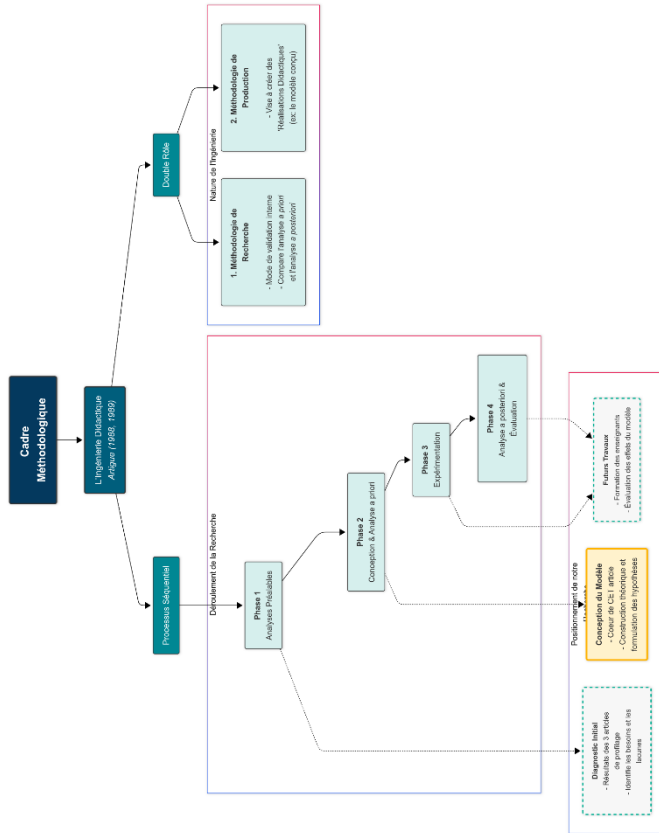 Cadre
Méthodologique
L'Ingénierie Didactique
Artigue (1988, 1989)
Processus Séquentiel
Double Rôle
Déroulement de la Recherche
Phase 1
Analyses Préalables
Phase 2
Conception & Analyse a priori
Phase 3
Expérimentation
Phase 4
Analyse a posteriori &
Évaluation
Nature de l'Ingénierie
1. Méthodologie de
Recherche
- Mode de validation interne
- Compare l'analyse a priori
et l'analyse a posteriori
2. Méthodologie de
Production
- Vise à créer des
'Réalisations Didactiques'
(ex: le modèle conçu)
Positionnement de notre
Diagnostic Initial
- Résultats des 3 articles
de profilage
- Identifie les besoins et les
lacunes
Conception du Modèle
- Coeur de CET article
- Construction théorique et
formulation des hypothèses
Futurs Travaux
- Formation des enseignants
- Évaluation des effets du modèle